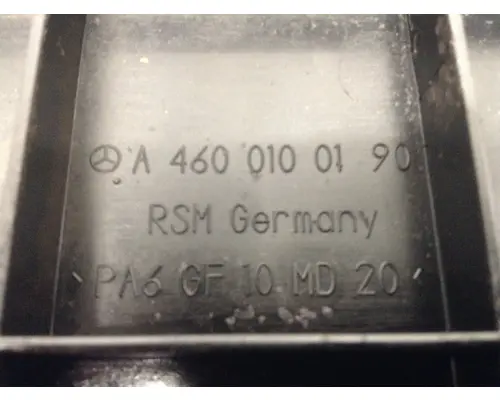 A 460 010 01 90
RSM Germany
>PA6 GF 10 MD 20<